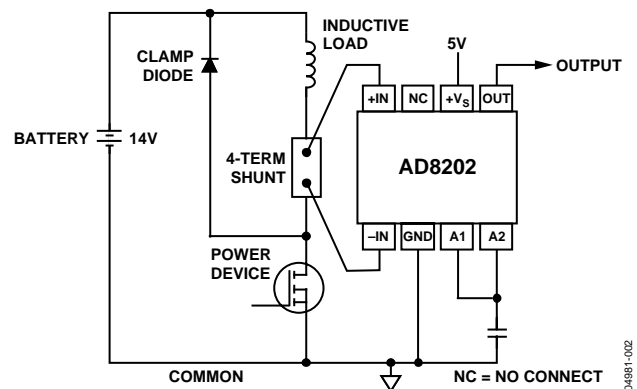 INDUCTIVE
LOAD
CLAMP
DIODE
5V
OUTPUT
+IN
NC
+VS
OUT
BATTERY
14V
4-TERM
SHUNT
AD8202
–IN
GND
A1
A2
POWER
DEVICE
COMMON
NC = NO CONNECT
04981-002